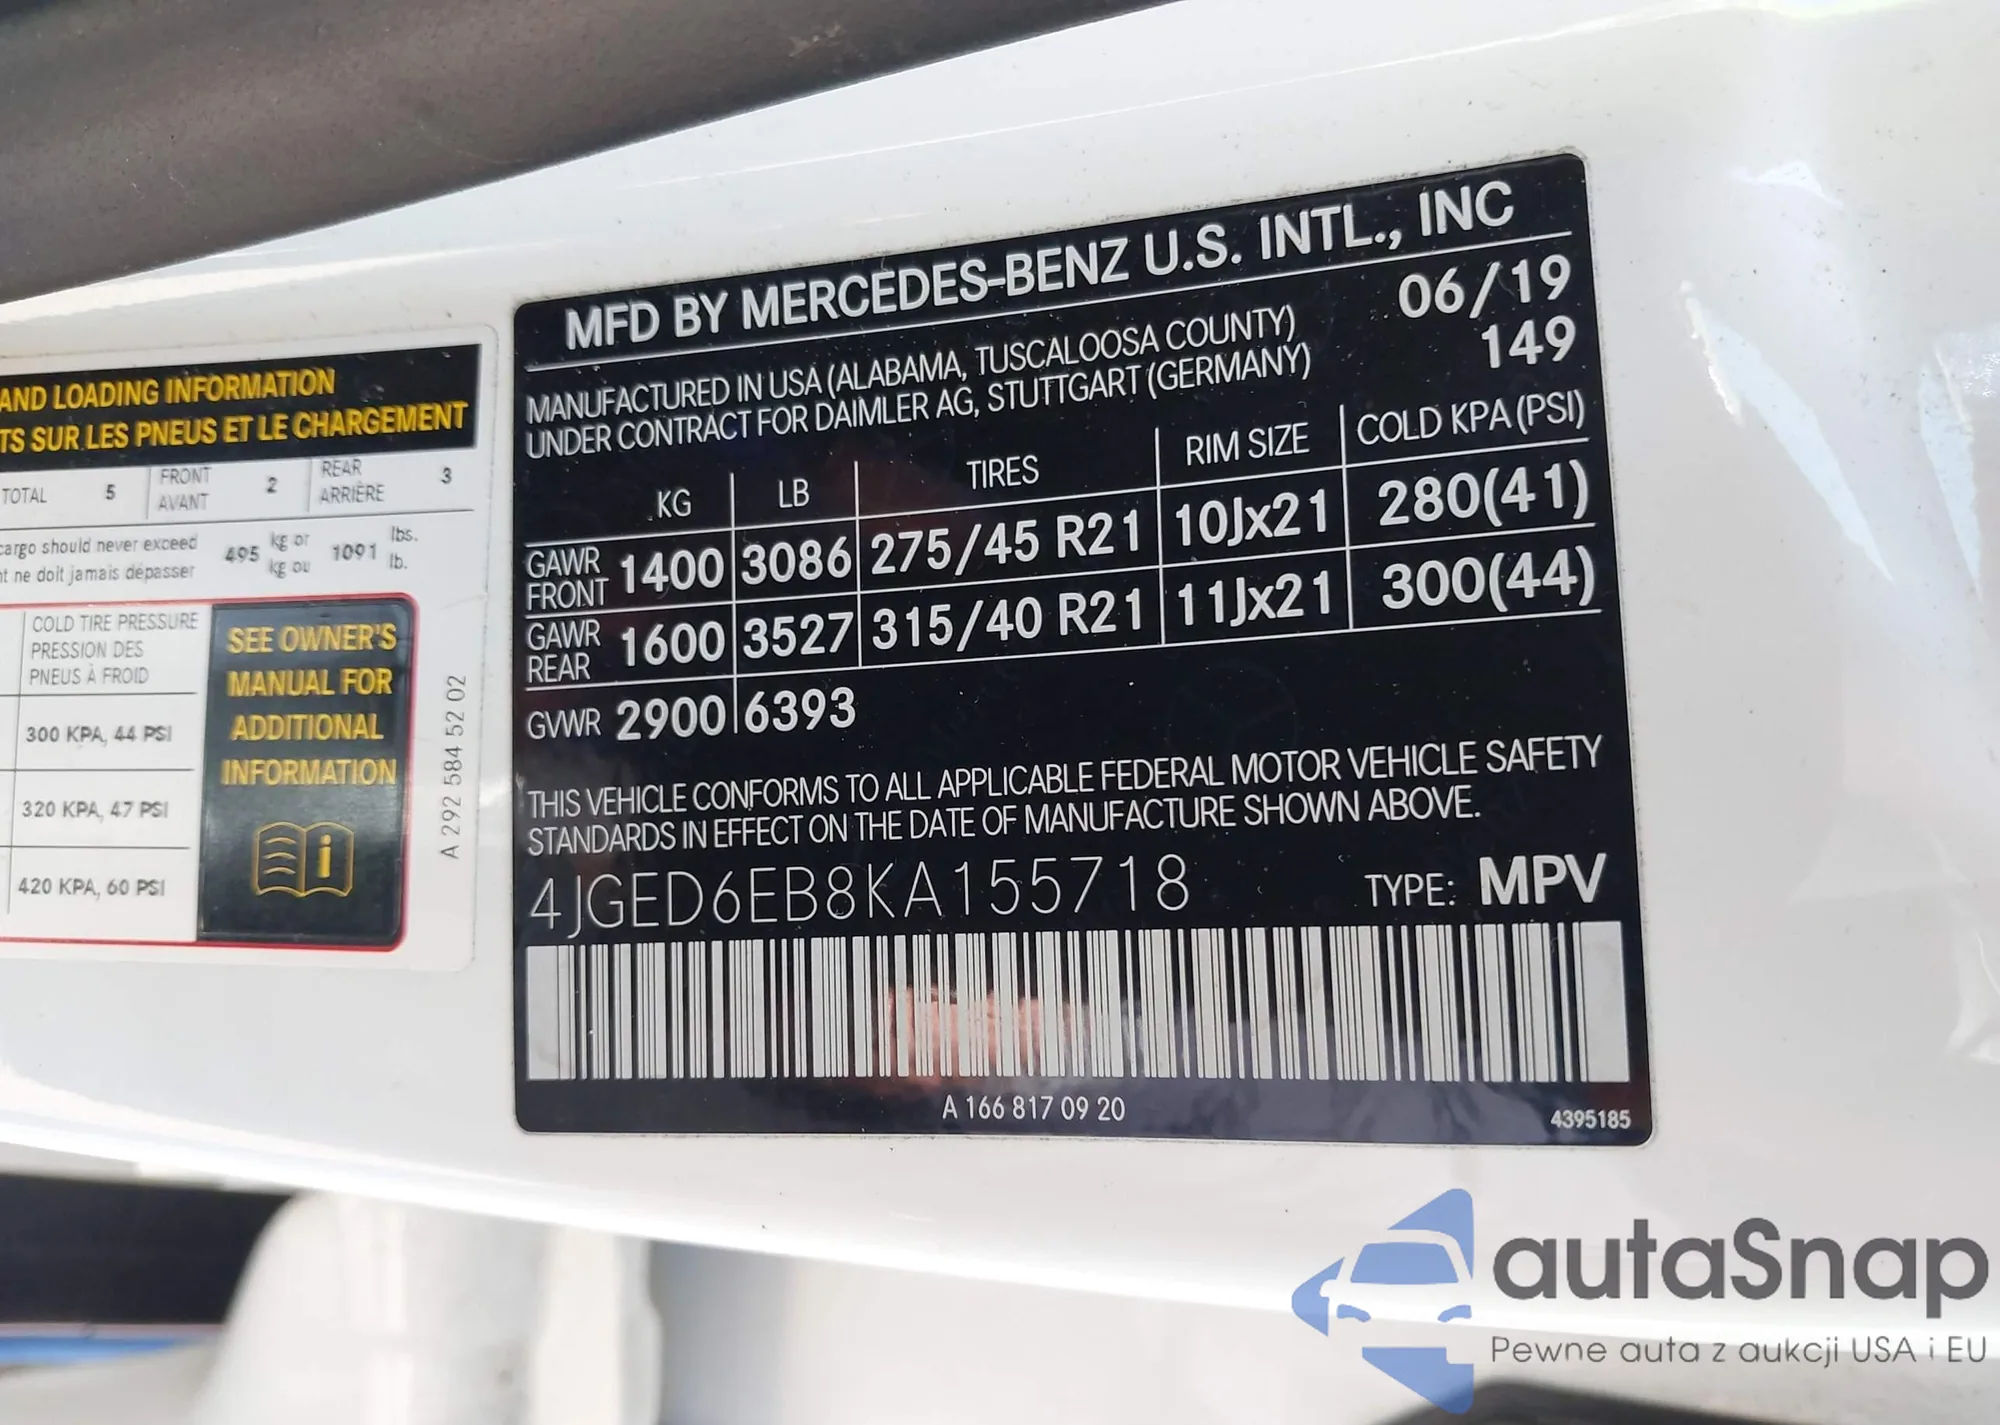 AND LOADING INFORMATION
TS SUR LES PNEUS ET LE CHARGEMENT
TOTAL 5 FRONT AVANT 2 REAR ARRIÈRE 3
cargo should never exceed
nt ne doit jamais dépasser
495 kg or kg ou 1091 lbs. lb.
COLD TIRE PRESSURE
PRESSION DES
PNEUS À FROID
300 KPA, 44 PSI
320 KPA, 47 PSI
420 KPA, 60 PSI
SEE OWNER'S
MANUAL FOR
ADDITIONAL
INFORMATION
A 292 584 52 02
MFD BY MERCEDES-BENZ U.S. INTL., INC
MANUFACTURED IN USA (ALABAMA, TUSCALOOSA COUNTY) 06/19
UNDER CONTRACT FOR DAIMLER AG, STUTTGART (GERMANY) 149
KG LB TIRES RIM SIZE COLD KPA (PSI)
GAWR FRONT 1400 3086 275/45 R21 10Jx21 280(41)
GAWR REAR 1600 3527 315/40 R21 11Jx21 300(44)
GVWR 2900 6393
THIS VEHICLE CONFORMS TO ALL APPLICABLE FEDERAL MOTOR VEHICLE SAFETY
STANDARDS IN EFFECT ON THE DATE OF MANUFACTURE SHOWN ABOVE.
4JGED6EB8KA155718 TYPE: MPV
A 166 817 09 20 4395185
autaSnap
Pewne auta z aukcji USA i EU